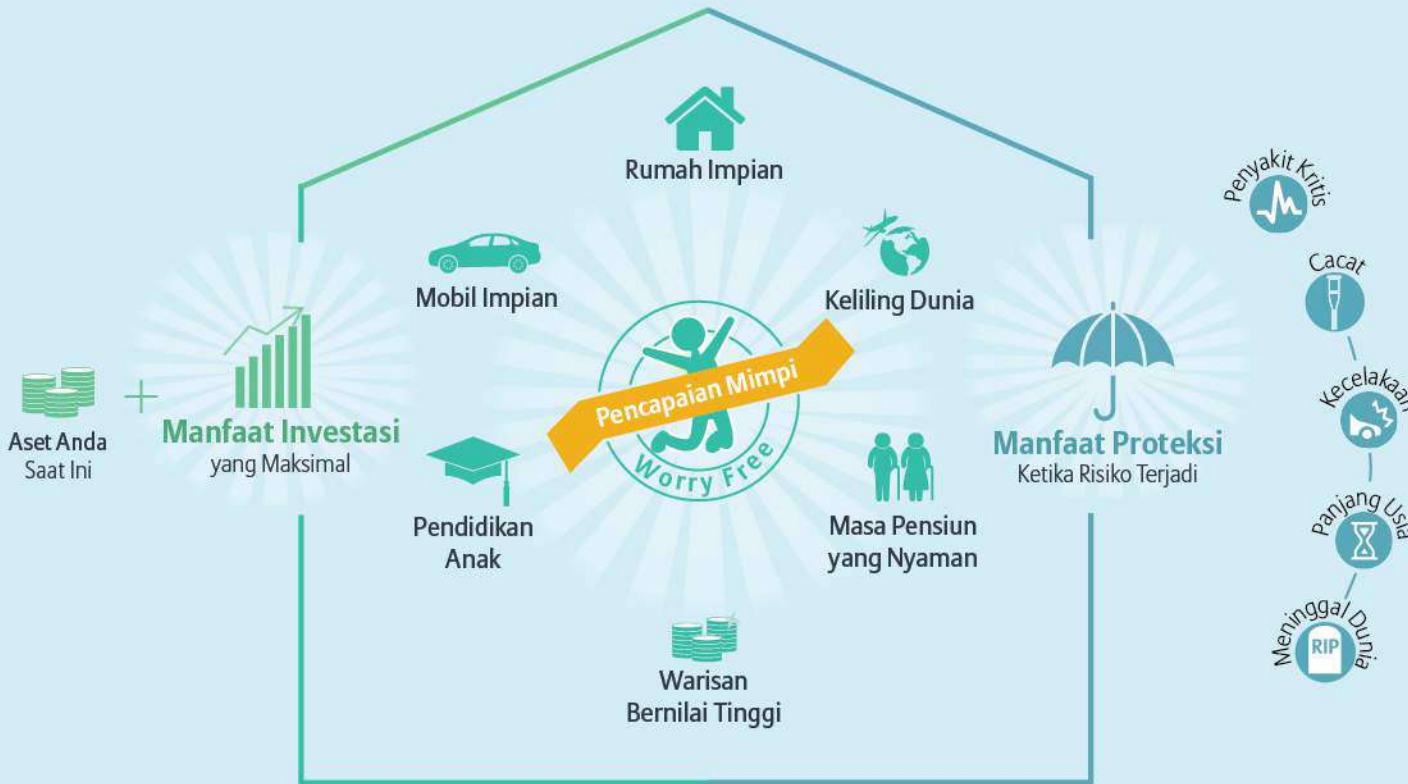 Rumah Impian
Mobil Impian
Keliling Dunia
Pencapaian Mimpi
Worry Free
Aset Anda
Saat Ini
Manfaat Investasi
yang Maksimal
Pendidikan
Anak
Masa Pensiun
yang Nyaman
Warisan
Bernilai Tinggi
Manfaat Proteksi
Ketika Risiko Terjadi
Penyakit Kritis
Cacat
Kecelakaan
Panjang Usia
Meninggal Dunia
RIP